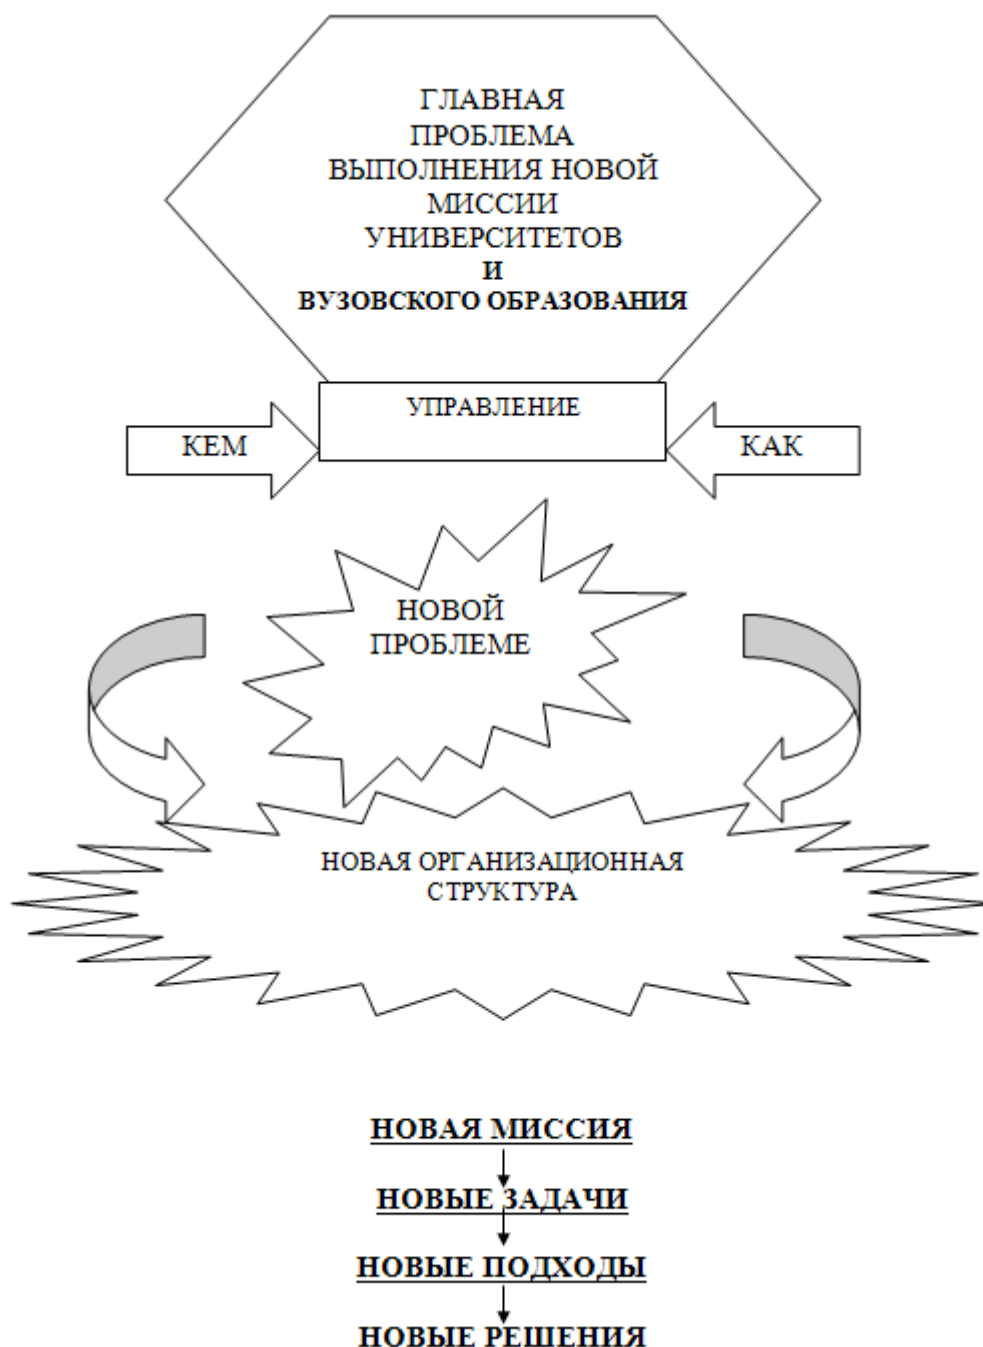 ГЛАВНАЯ
ПРОБЛЕМА
ВЫПОЛНЕНИЯ НОВОЙ
МИССИИ
УНИВЕРСИТЕТОВ
И
ВУЗОВСКОГО ОБРАЗОВАНИЯ
УПРАВЛЕНИЕ
КЕМ
КАК
НОВОЙ
ПРОБЛЕМЕ
НОВАЯ ОРГАНИЗАЦИОННАЯ
СТРУКТУРА
НОВАЯ МИССИЯ
НОВЫЕ ЗАДАЧИ
НОВЫЕ ПОДХОДЫ
НОВЫЕ РЕШЕНИЯ